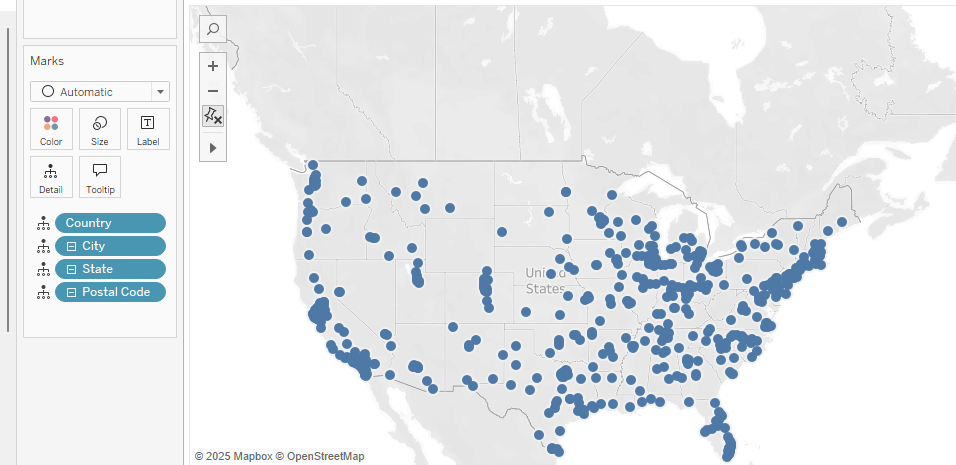 Marks
Automatic
Color
Size
Label
Detail
Tooltip
Country
City
State
Postal Code
United
States
© 2025 Mapbox © OpenStreetMap